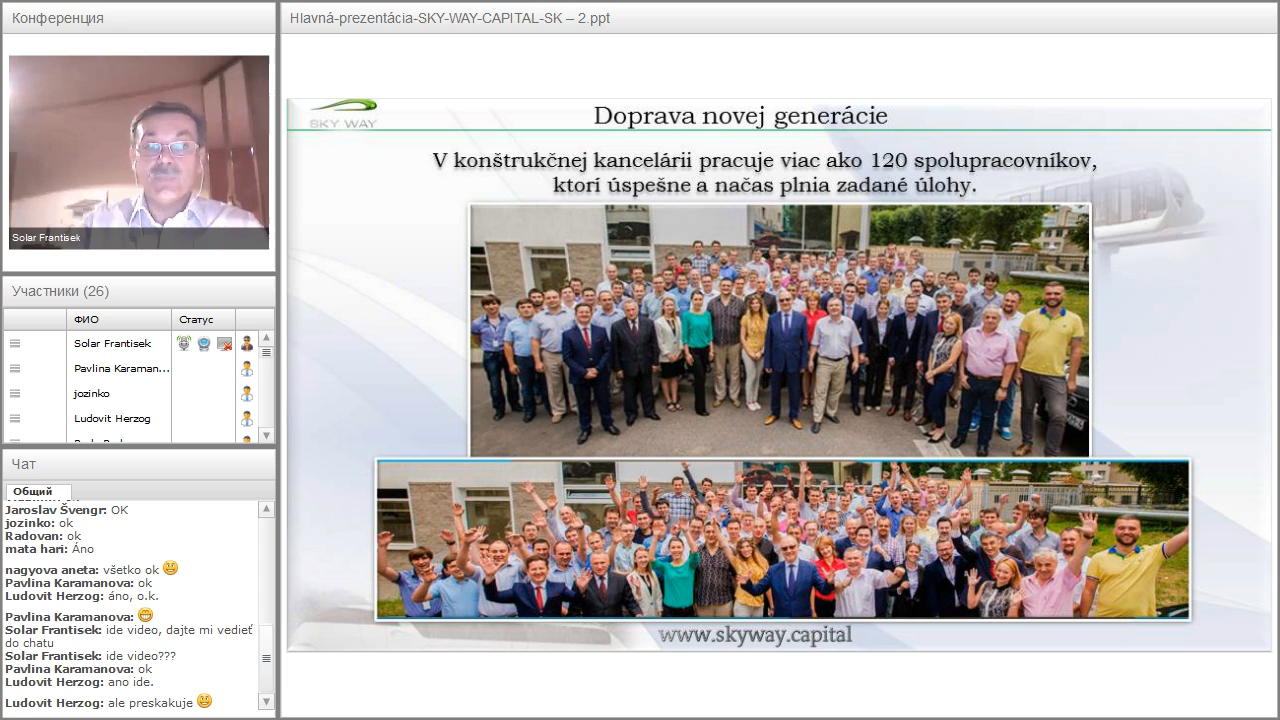 Конференция
Solar Frantisek
Участники (26)
ФИО
Статус
Solar Frantisek
Pavlina Karaman...
jozinko
Ludovit Herzog
Чат
Общий
Jaroslav Švengr: OK
jozinko: ok
Radovan: ok
mata hari: Áno
nagyova aneta: všetko ok
Pavlina Karamanova: ok
Ludovit Herzog: áno, o.k.
Pavlina Karamanova:
Solar Frantisek: ide video, dajte mi vedieť
do chatu
Solar Frantisek: ide video???
Pavlina Karamanova: ok
Ludovit Herzog: ano ide.
Ludovit Herzog: ale preskakuje
Hlavná-prezentácia-SKY-WAY-CAPITAL-SK – 2.ppt
SKY WAY
Doprava novej generácie
V konštrukčnej kancelárii pracuje viac ako 120 spolupracovníkov,
ktorí úspešne a načas plnia zadané úlohy.
www.skyway.capital